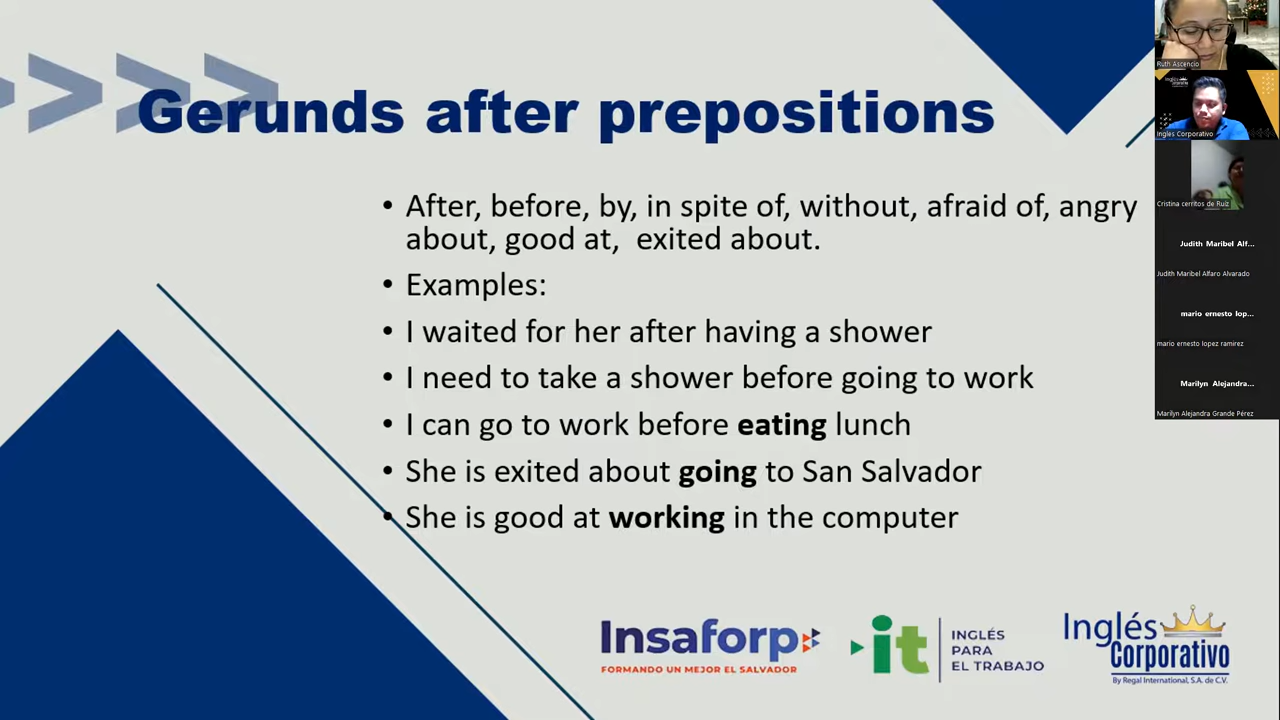 Gerunds after prepositions
• After, before, by, in spite of, without, afraid of, angry
about, good at, exited about.
• Examples:
• I waited for her after having a shower
• I need to take a shower before going to work
• I can go to work before eating lunch
• She is exited about going to San Salvador
• She is good at working in the computer
Insaforp
FORMANDO UN MEJOR EL SALVADOR
it
INGLÉS
PARA
EL TRABAJO
Inglés
Corporativo
By Regal International, S.A. de C.V.
Ruth Ascencio
Inglés Corporativo
Cristina cerritos de Ruiz
Judith Maribel Alf...
Judith Maribel Alfaro Alvarado
mario ernesto lop...
mario ernesto lopez ramirez
Marilyn Alejandra...
Marilyn Alejandra Grande Pérez